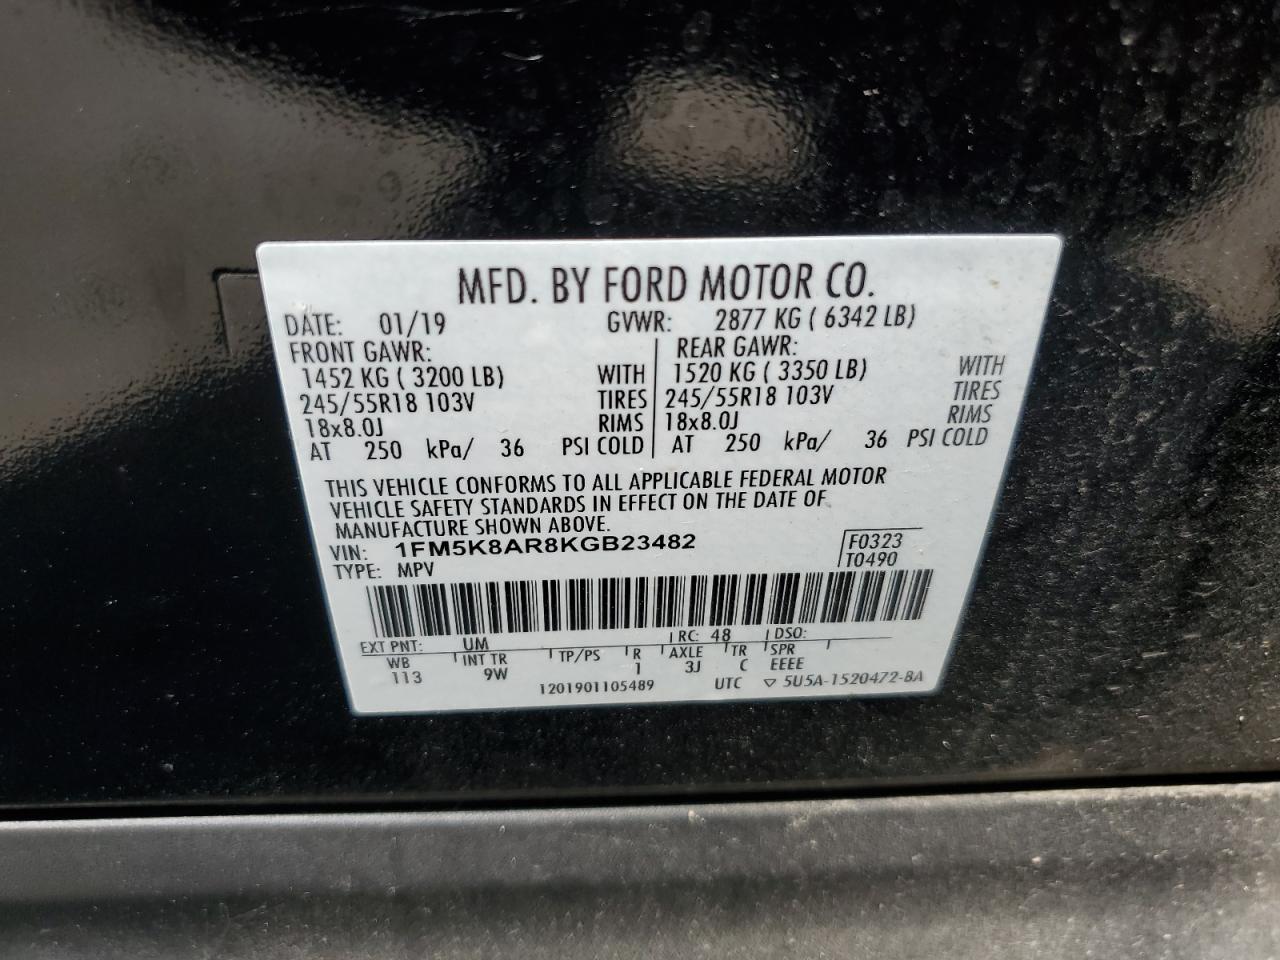 MFD. BY FORD MOTOR CO.
DATE: 01/19 GVWR: 2877 KG ( 6342 LB)
FRONT GAWR: REAR GAWR:
1452 KG ( 3200 LB) WITH 1520 KG ( 3350 LB) WITH
245/55R18 103V TIRES 245/55R18 103V TIRES
18x8.0J RIMS 18x8.0J RIMS
AT 250 kPa/ 36 PSI COLD AT 250 kPa/ 36 PSI COLD
THIS VEHICLE CONFORMS TO ALL APPLICABLE FEDERAL MOTOR
VEHICLE SAFETY STANDARDS IN EFFECT ON THE DATE OF
MANUFACTURE SHOWN ABOVE.
VIN: 1FM5K8AR8KGB23482 F0323
TYPE: MPV T0490
EXT PNT: UM RC: 48 DSO:
WB INT TR TP/PS R AXLE TR SPR
113 9W 1 3J C EEEE
1201901105489 UTC ▽ 5U5A-1520472-BA